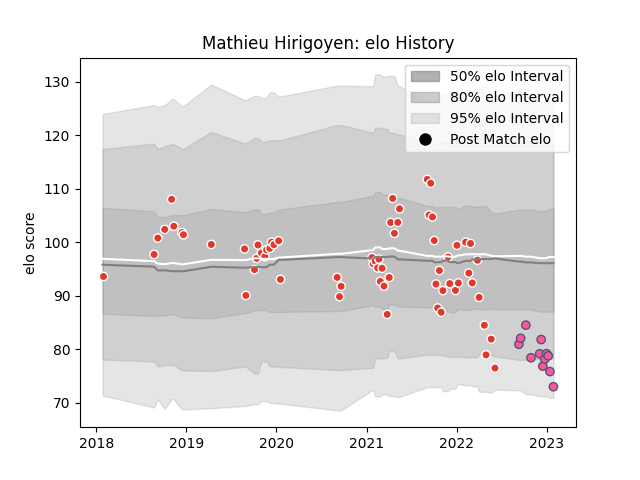 Mathieu Hirigoyen: elo History
50% elo Interval
80% elo Interval
95% elo Interval
Post Match elo
elo score
130
120
110
100
90
80
70
2018
2019
2020
2021
2022
2023